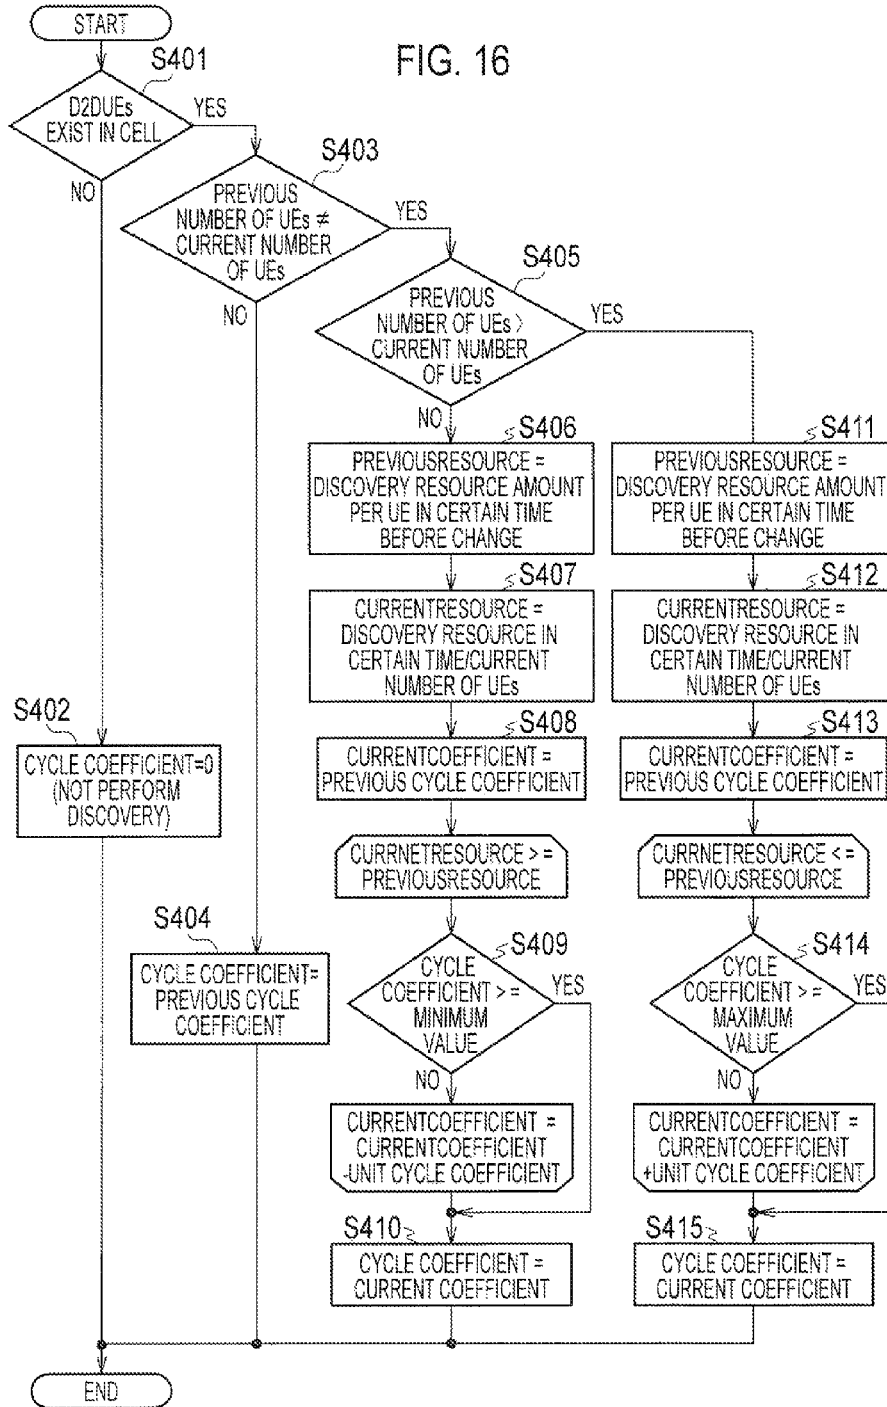 START
FIG. 16
S401
D2DUEs
EXIST IN CELL
YES
NO
S403
PREVIOUS
NUMBER OF UEs ≠
CURRENT NUMBER
OF UEs
YES
NO
S405
PREVIOUS
NUMBER OF UEs >
CURRENT NUMBER
OF UEs
YES
NO
S406
PREVIOUSRESOURCE =
DISCOVERY RESOURCE AMOUNT
PER UE IN CERTAIN TIME
BEFORE CHANGE
S411
PREVIOUSRESOURCE =
DISCOVERY RESOURCE AMOUNT
PER UE IN CERTAIN TIME
BEFORE CHANGE
S407
CURRENTRESOURCE =
DISCOVERY RESOURCE IN
CERTAIN TIME/CURRENT
NUMBER OF UEs
S412
CURRENTRESOURCE =
DISCOVERY RESOURCE IN
CERTAIN TIME/CURRENT
NUMBER OF UEs
S402
CYCLE COEFFICIENT=0
(NOT PERFORM
DISCOVERY)
S408
CURRENTCOEFFICIENT =
PREVIOUS CYCLE COEFFICIENT
S413
CURRENTCOEFFICIENT =
PREVIOUS CYCLE COEFFICIENT
CURRNETRESOURCE >=
PREVIOUSRESOURCE
CURRNETRESOURCE <=
PREVIOUSRESOURCE
S404
CYCLE COEFFICIENT=
PREVIOUS CYCLE
COEFFICIENT
S409
CYCLE
COEFFICIENT >=
MINIMUM
VALUE
YES
NO
S414
CYCLE
COEFFICIENT >=
MAXIMUM
VALUE
YES
NO
CURRENTCOEFFICIENT =
CURRENTCOEFFICIENT
-UNIT CYCLE COEFFICIENT
CURRENTCOEFFICIENT =
CURRENTCOEFFICIENT
+UNIT CYCLE COEFFICIENT
S410
CYCLE COEFFICIENT =
CURRENT COEFFICIENT
S415
CYCLE COEFFICIENT =
CURRENT COEFFICIENT
END